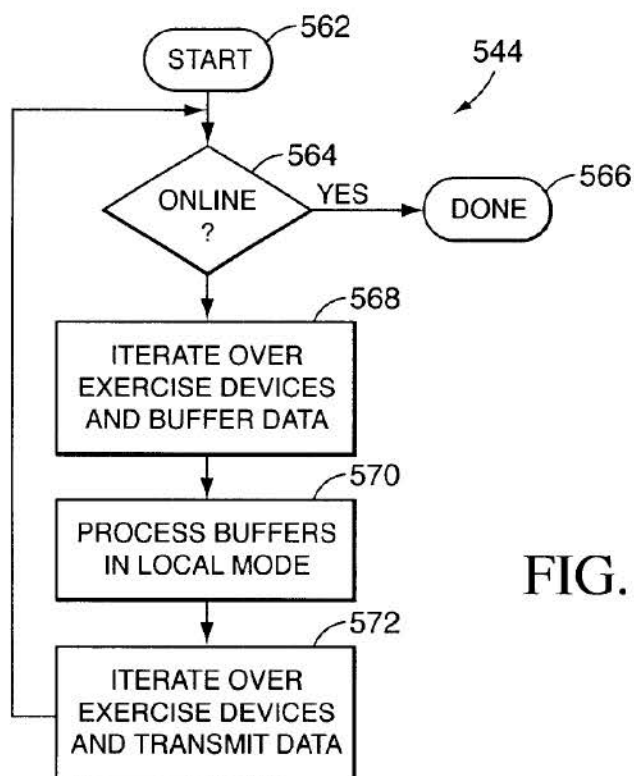 562
START
544
564
ONLINE
?
YES
566
DONE
568
ITERATE OVER
EXERCISE DEVICES
AND BUFFER DATA
570
PROCESS BUFFERS
IN LOCAL MODE
FIG.
572
ITERATE OVER
EXERCISE DEVICES
AND TRANSMIT DATA